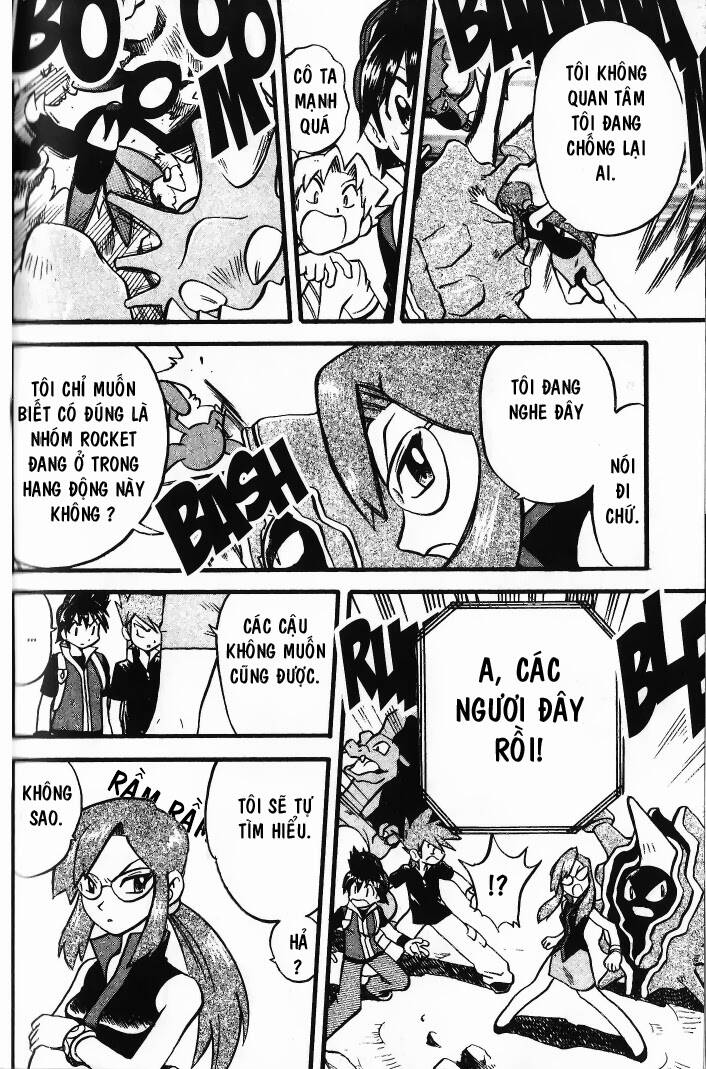 BAAAAAA
TÔI KHÔNG
QUAN TÂM
TÔI ĐANG
CHỐNG LẠI
AI.
CÔ TA
MẠNH
QUÁ
BOOOOM
TÔI ĐANG
NGHE ĐÂY
NÓI
ĐI
CHỨ.
BASH
TÔI CHỈ MUỐN
BIẾT CÓ ĐÚNG LÀ
NHÓM ROCKET
ĐANG Ở TRONG
HANG ĐỘNG NÀY
KHÔNG ?
CÁC CẬU
KHÔNG MUỐN
CŨNG ĐƯỢC.
...
TÔI SẼ TỰ
TÌM HIỂU.
KHÔNG
SAO.
RẦM RẦM
HẢ
?
A, CÁC
NGƯƠI ĐÂY
RỒI!
!?